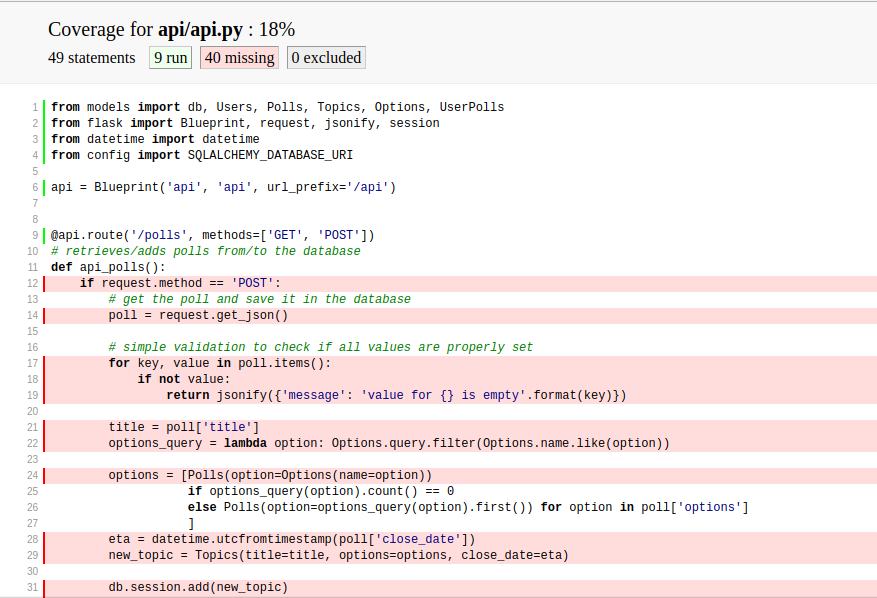 Coverage for api/api.py : 18%
49 statements 9 run 40 missing 0 excluded
1 from models import db, Users, Polls, Topics, Options, UserPolls
2 from flask import Blueprint, request, jsonify, session
3 from datetime import datetime
4 from config import SQLALCHEMY_DATABASE_URI
5
6 api = Blueprint('api', 'api', url_prefix='/api')
7
8
9 @api.route('/polls', methods=['GET', 'POST'])
10 # retrieves/adds polls from/to the database
11 def api_polls():
12     if request.method == 'POST':
13         # get the poll and save it in the database
14         poll = request.get_json()
15
16         # simple validation to check if all values are properly set
17         for key, value in poll.items():
18             if not value:
19                 return jsonify({'message': 'value for {} is empty'.format(key)})
20
21         title = poll['title']
22         options_query = lambda option: Options.query.filter(Options.name.like(option))
23
24         options = [Polls(option=Options(name=option))
25                    if options_query(option).count() == 0
26                    else Polls(option=options_query(option).first()) for option in poll['options']
27                    ]
28         eta = datetime.utcfromtimestamp(poll['close_date'])
29         new_topic = Topics(title=title, options=options, close_date=eta)
30
31         db.session.add(new_topic)